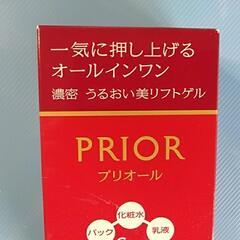 一気に押し上げる
オールインワン
濃密 うるおい美リフトゲル
PRIOR
プリオール
化粧水
パック
乳液